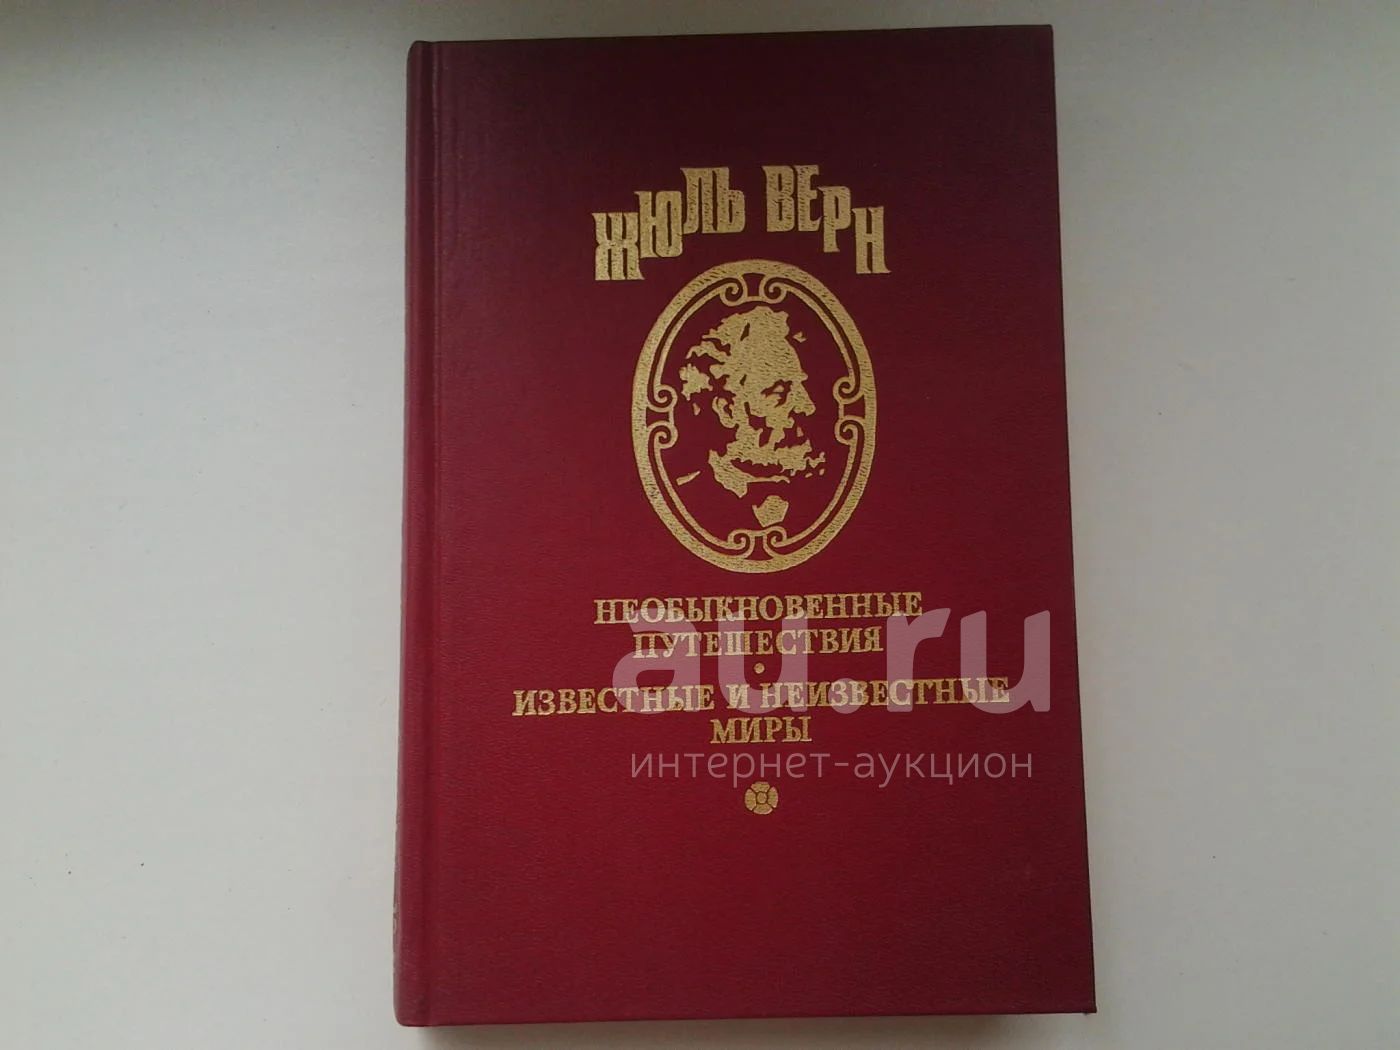 ЖЮЛЬ ВЕРН
НЕОБЫКНОВЕННЫЕ
ПУТЕШЕСТВИЯ
ИЗВЕСТНЫЕ И НЕИЗВЕСТНЫЕ
МИРЫ
au.ru
интернет-аукцион